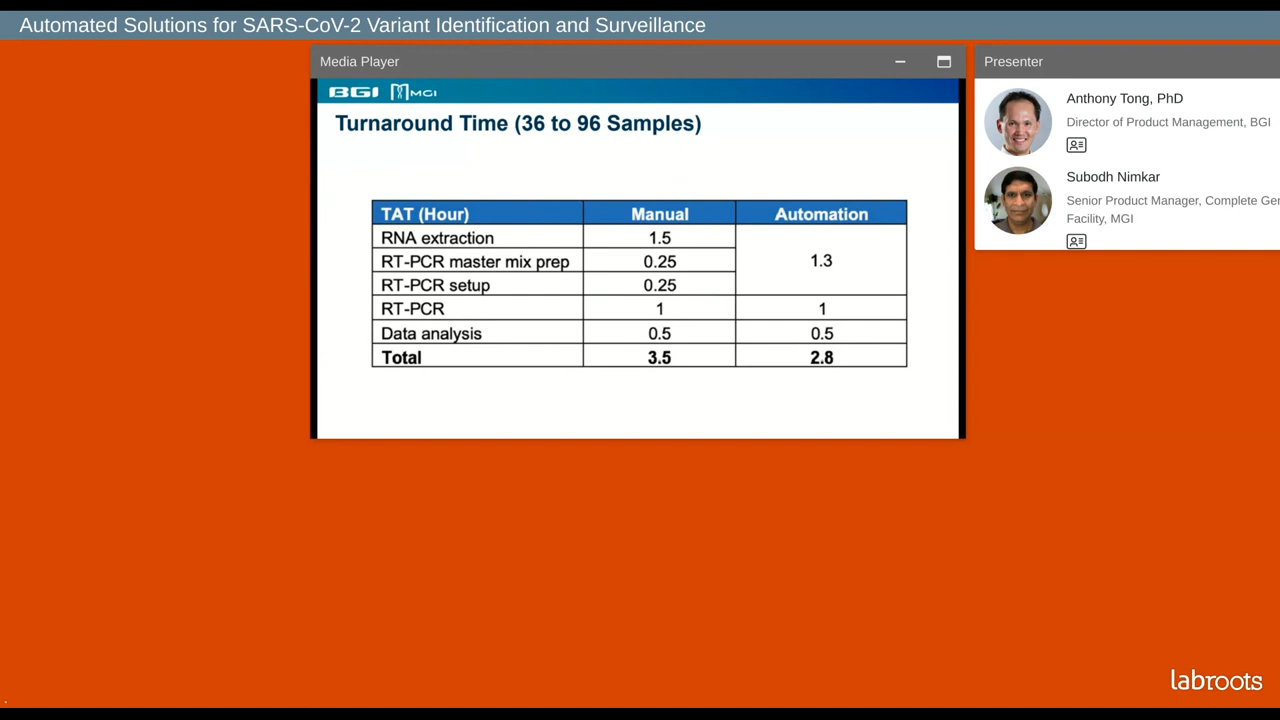 Automated Solutions for SARS-CoV-2 Variant Identification and Surveillance
Media Player
BGI MGI
Turnaround Time (36 to 96 Samples)
TAT (Hour) Manual Automation
RNA extraction 1.5
RT-PCR master mix prep 0.25 1.3
RT-PCR setup 0.25
RT-PCR 1 1
Data analysis 0.5 0.5
Total 3.5 2.8
Presenter
Anthony Tong, PhD
Director of Product Management, BGI
Subodh Nimkar
Senior Product Manager, Complete Ge
Facility, MGI
labroots